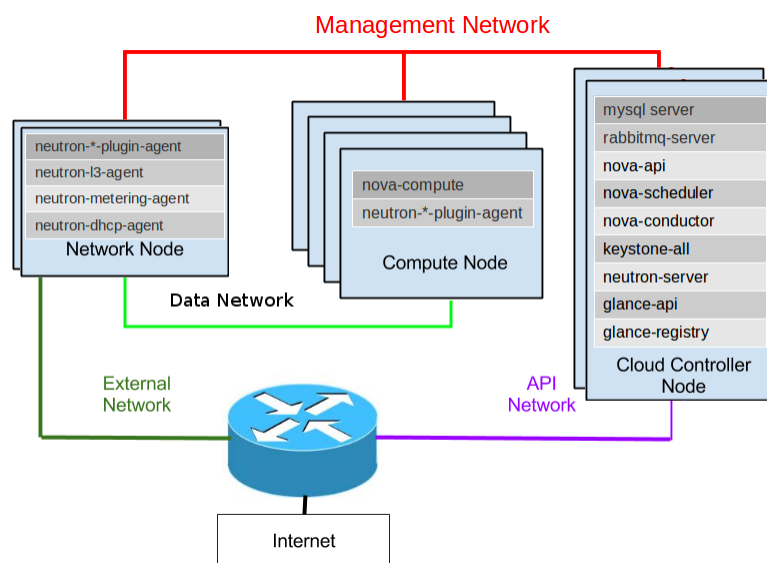 Management Network
neutron-*-plugin-agent
neutron-l3-agent
neutron-metering-agent
neutron-dhcp-agent
Network Node
nova-compute
neutron-*-plugin-agent
Compute Node
mysql server
rabbitmq-server
nova-api
nova-scheduler
nova-conductor
keystone-all
neutron-server
glance-api
glance-registry
Cloud Controller
Node
Data Network
External
Network
API
Network
Internet